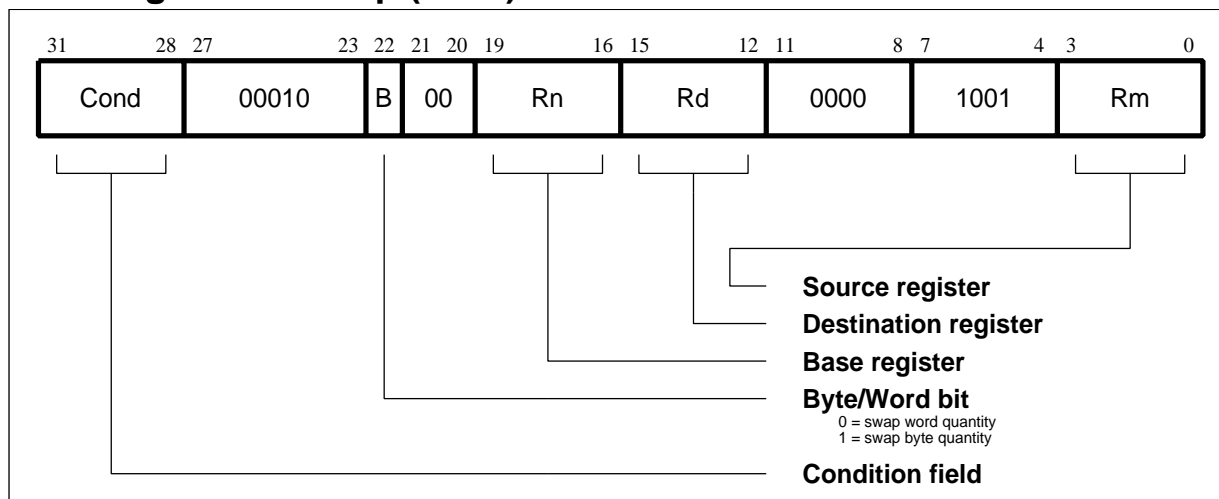 31 28 27 23 22 21 20 19 16 15 12 11 8 7 4 3 0
Cond 00010 B 00 Rn Rd 0000 1001 Rm
Source register
Destination register
Base register
Byte/Word bit
0 = swap word quantity
1 = swap byte quantity
Condition field